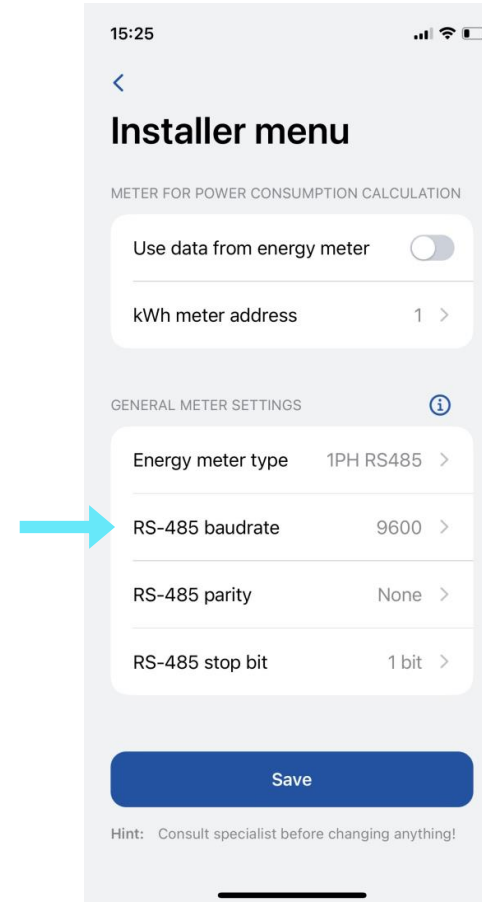 15:25
Installer menu
METER FOR POWER CONSUMPTION CALCULATION
Use data from energy meter
kWh meter address 1
GENERAL METER SETTINGS
Energy meter type 1PH RS485
RS-485 baudrate 9600
RS-485 parity None
RS-485 stop bit 1 bit
Save
Hint: Consult specialist before changing anything!